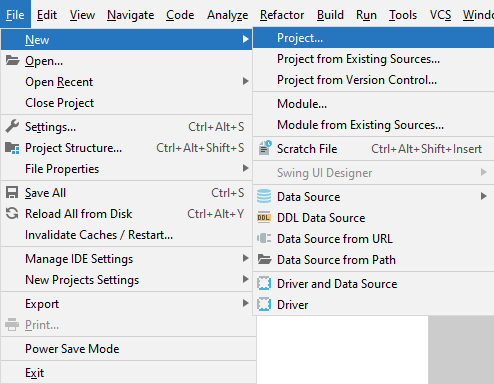 File Edit View Navigate Code Analyze Refactor Build Run Tools VCS
New
Open...
Open Recent
Close Project
Settings... Ctrl+Alt+S
Project Structure... Ctrl+Alt+Shift+S
File Properties
Save All Ctrl+S
Reload All from Disk Ctrl+Alt+Y
Invalidate Caches / Restart...
Manage IDE Settings
New Projects Settings
Export
Print...
Power Save Mode
Exit
Project...
Project from Existing Sources...
Project from Version Control...
Module...
Module from Existing Sources...
Scratch File Ctrl+Alt+Shift+Insert
Swing UI Designer
Data Source
DDL DDL Data Source
Data Source from URL
Data Source from Path
Driver and Data Source
Driver